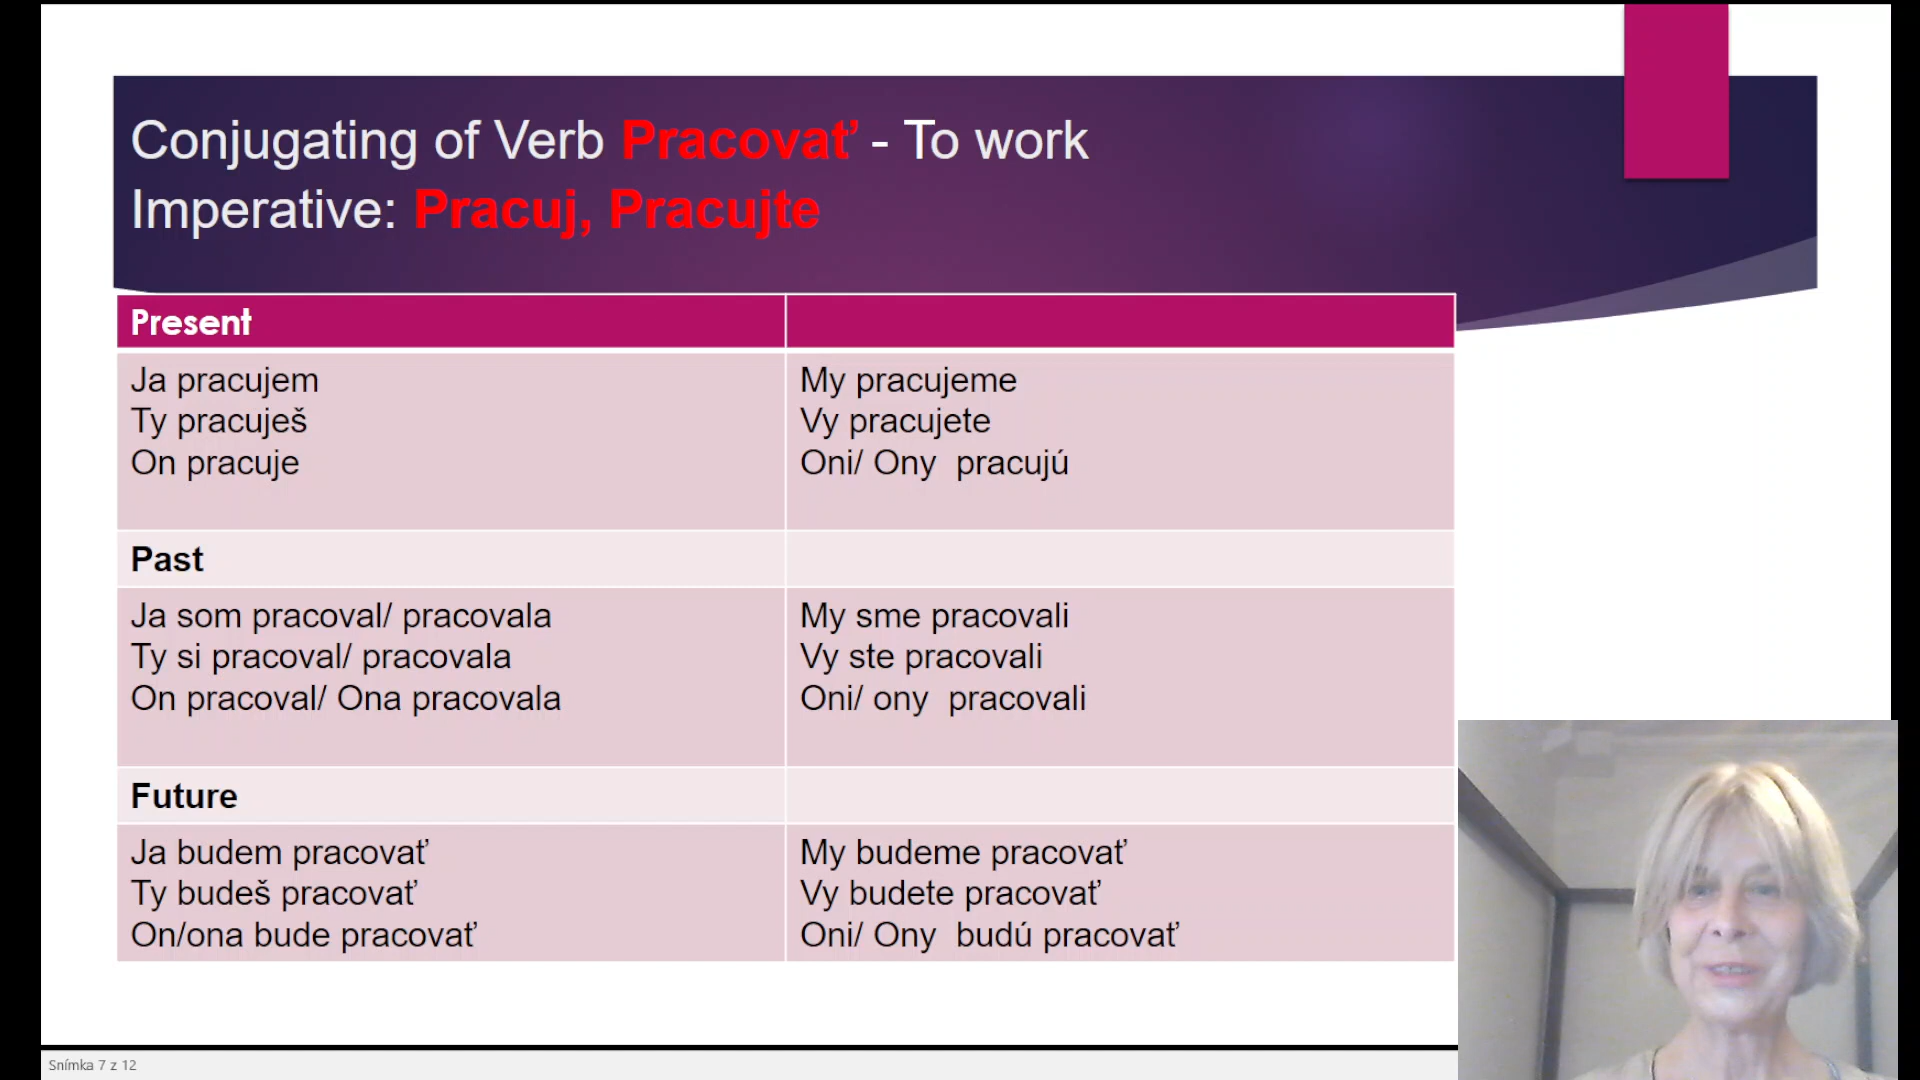 Conjugating of Verb Pracovať - To work
Imperative: Pracuj, Pracujte
Present
Ja pracujem
Ty pracuješ
On pracuje
My pracujeme
Vy pracujete
Oni/ Ony  pracujú
Past
Ja som pracoval/ pracovala
Ty si pracoval/ pracovala
On pracoval/ Ona pracovala
My sme pracovali
Vy ste pracovali
Oni/ ony  pracovali
Future
Ja budem pracovať
Ty budeš pracovať
On/ona bude pracovať
My budeme pracovať
Vy budete pracovať
Oni/ Ony  budú pracovať
Snímka 7 z 12